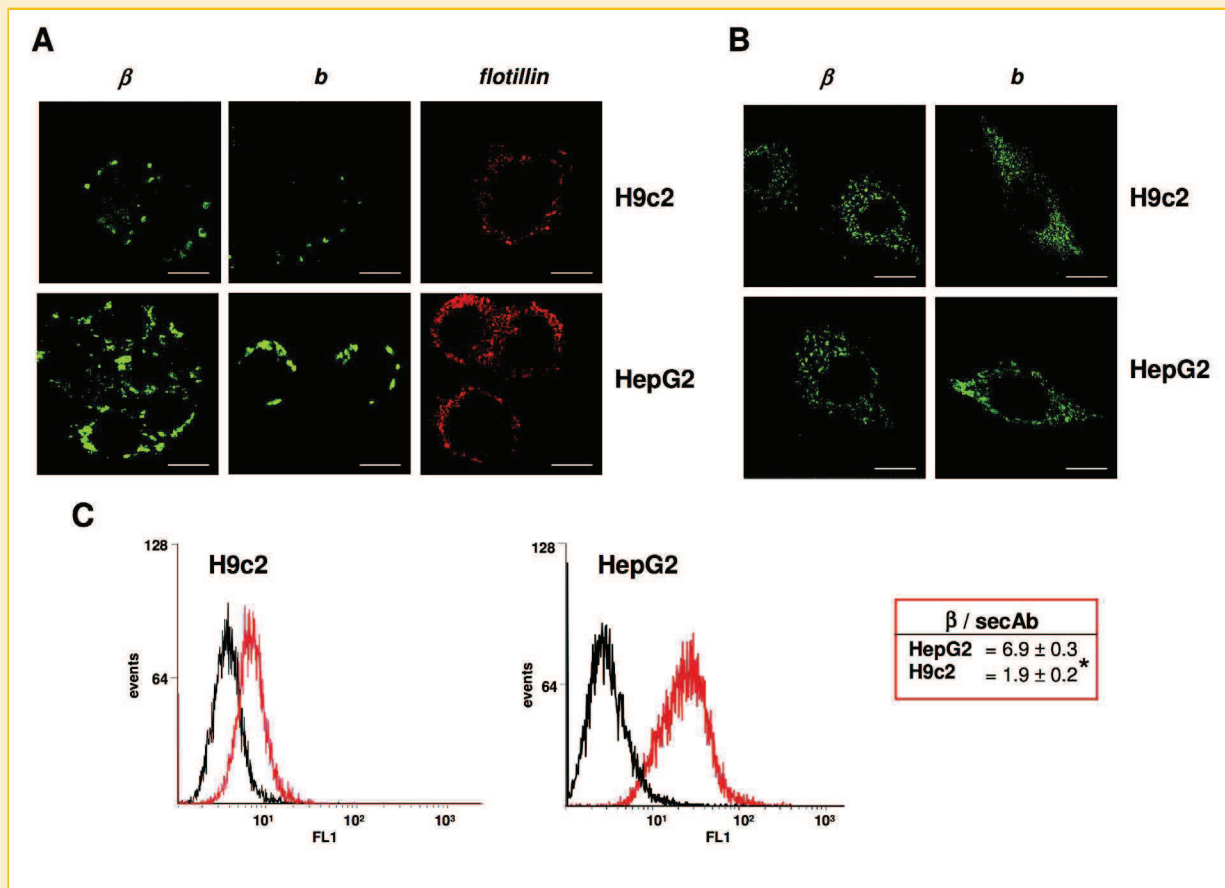 A
β b flotillin
H9c2
HepG2
B
β b
H9c2
HepG2
C
128
H9c2
64
events
10¹ 10² 10³
FL1
128
HepG2
64
events
10¹ 10² 10³
FL1
β / secAb
HepG2 = 6.9 ± 0.3
H9c2 = 1.9 ± 0.2*